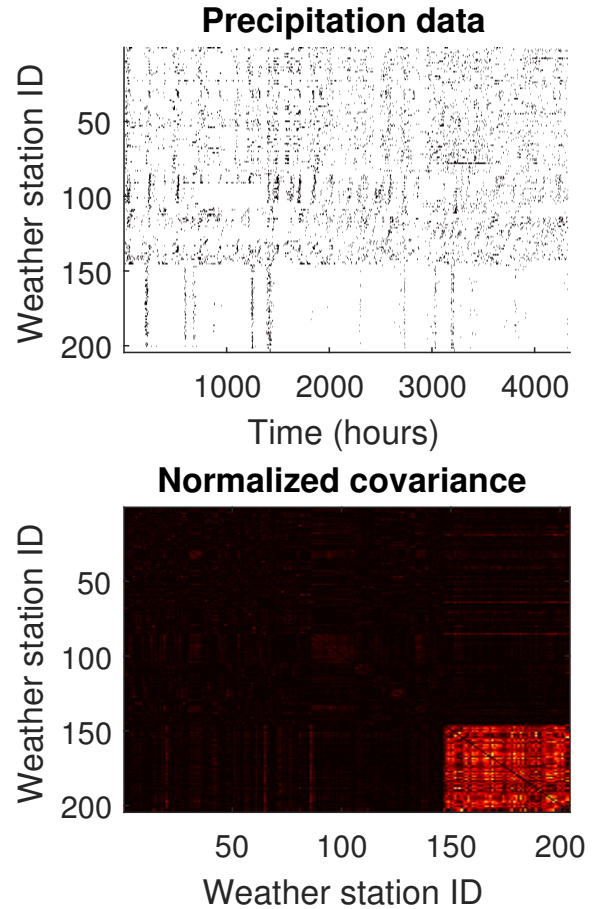 Precipitation data
Weather station ID
50
100
150
200
1000 2000 3000 4000
Time (hours)
Normalized covariance
Weather station ID
50
100
150
200
50 100 150 200
Weather station ID